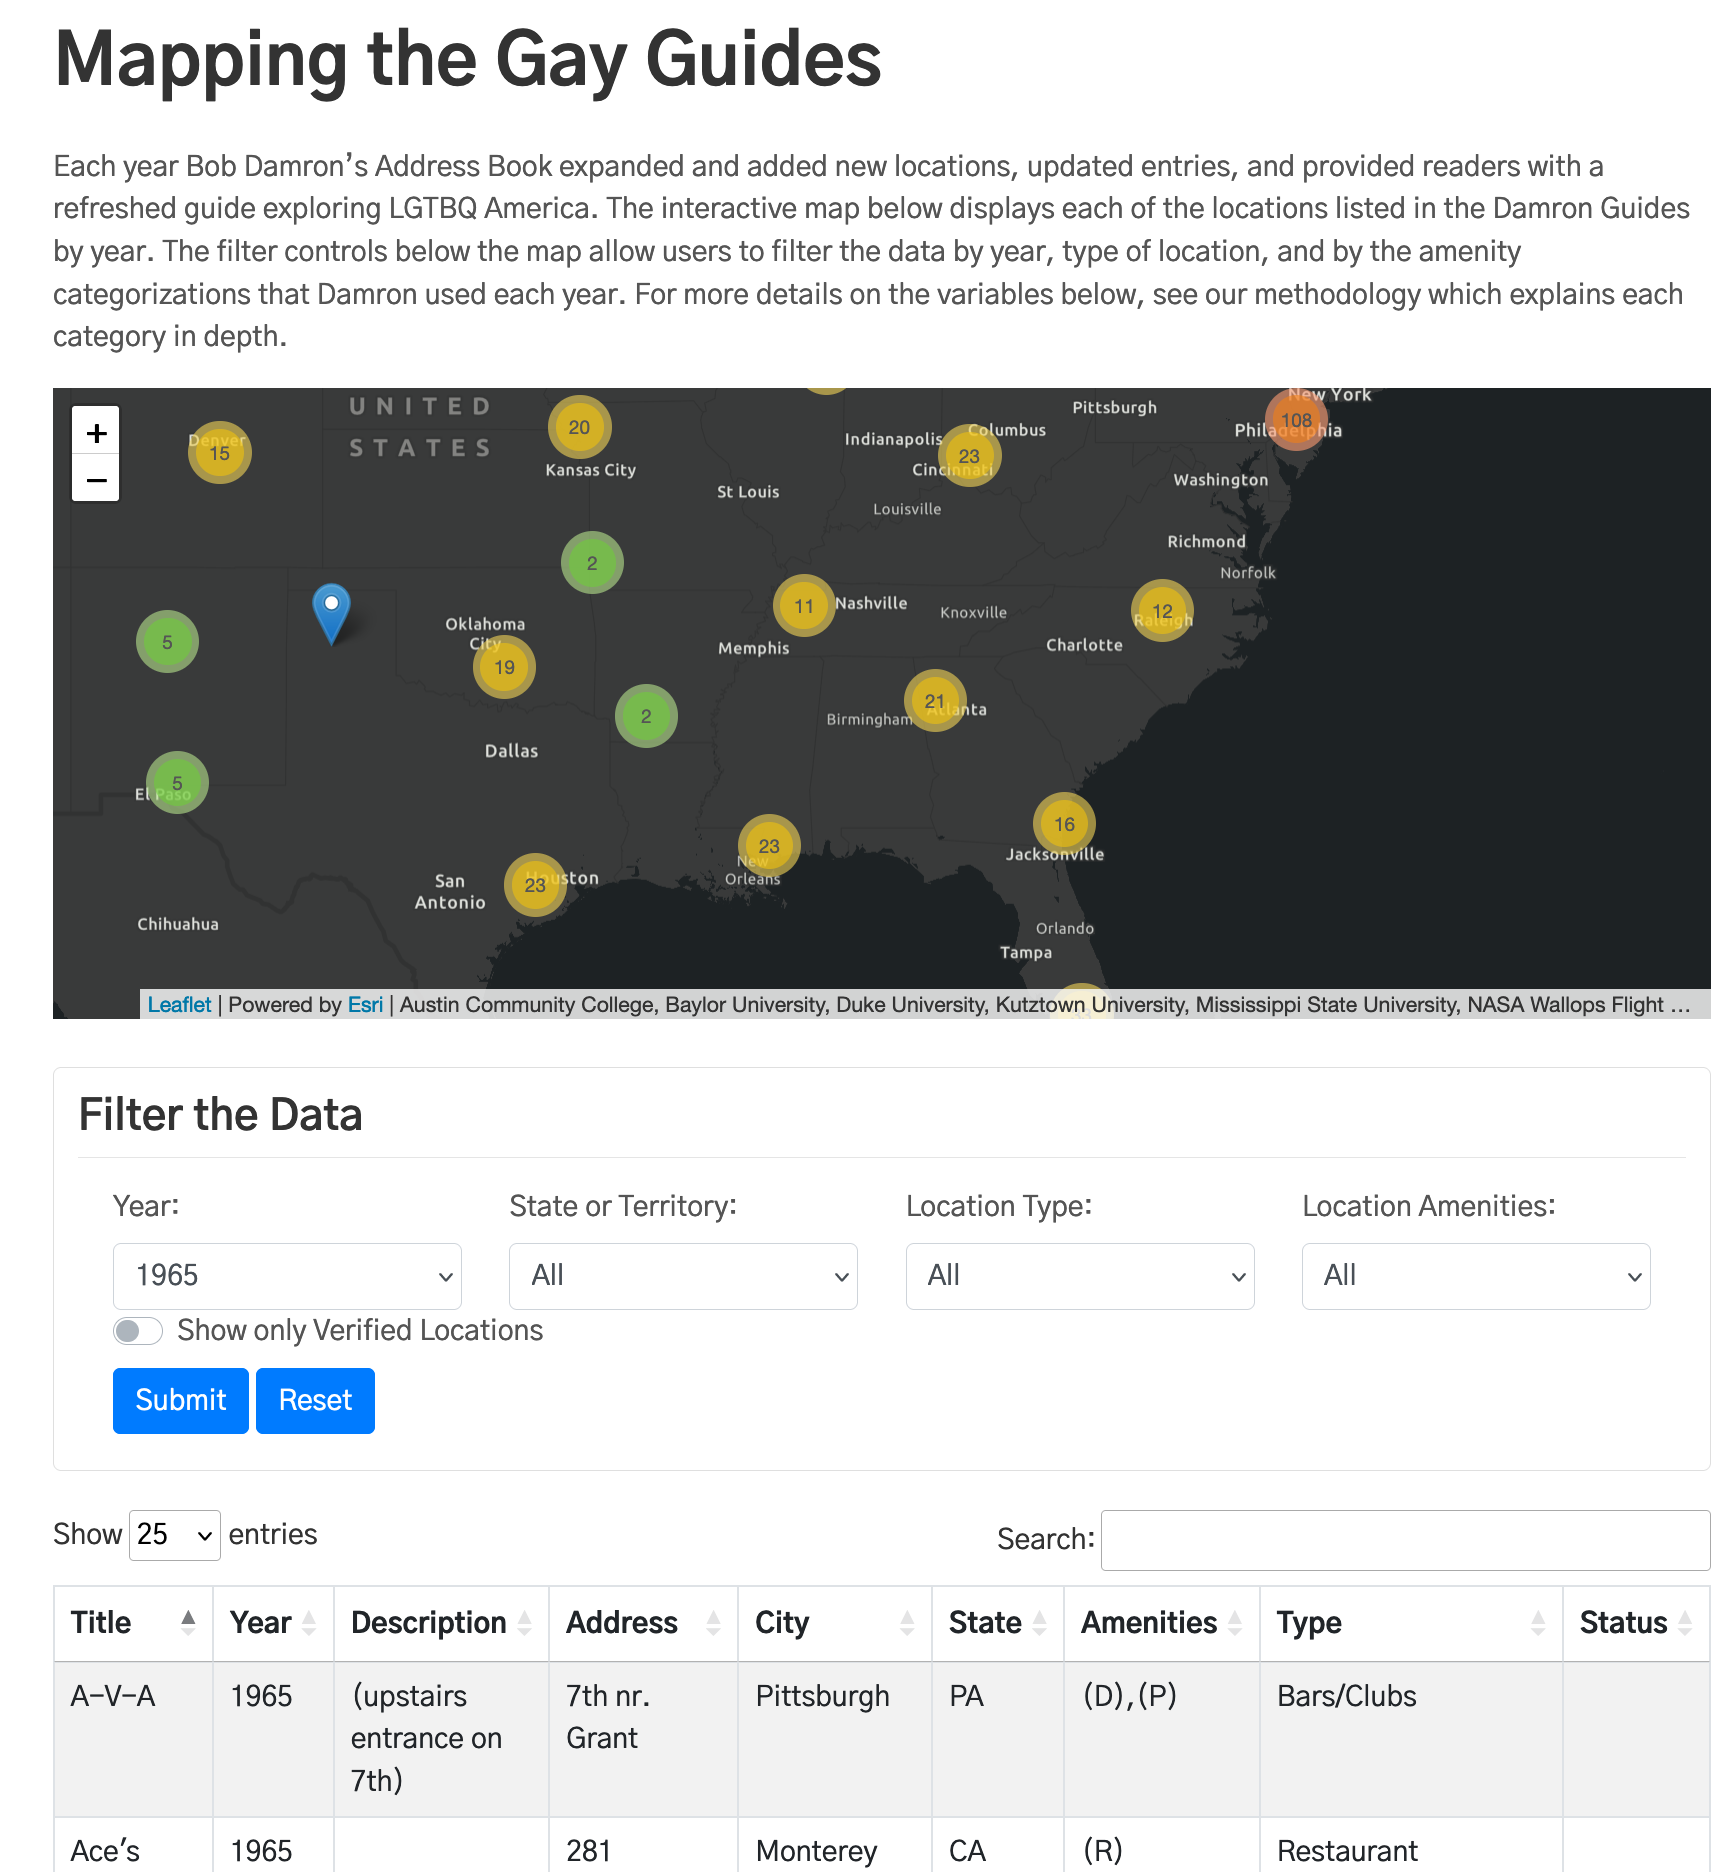 Mapping the Gay Guides
Each year Bob Damron’s Address Book expanded and added new locations, updated entries, and provided readers with a
refreshed guide exploring LGTBQ America. The interactive map below displays each of the locations listed in the Damron Guides
by year. The filter controls below the map allow users to filter the data by year, type of location, and by the amenity
categorizations that Damron used each year. For more details on the variables below, see our methodology which explains each
category in depth.
+
−
UNITED
STATES
Denver
15
20
Kansas City
St Louis
Indianapolis
Columbus
Cincinnati
23
Louisville
Pittsburgh
New York
108
Philadelphia
Washington
Richmond
Norfolk
2
5
Oklahoma
City
19
11
Nashville
Knoxville
Memphis
12
Raleigh
Charlotte
2
Dallas
Birmingham
21
Atlanta
5
El Paso
23
New
Orleans
16
Jacksonville
San
Antonio
23
Houston
Chihuahua
Orlando
Tampa
Leaflet | Powered by Esri | Austin Community College, Baylor University, Duke University, Kutztown University, Mississippi State University, NASA Wallops Flight ...
Filter the Data
Year: State or Territory: Location Type: Location Amenities:
1965 All All All
Show only Verified Locations
Submit Reset
Show 25 entries Search:
Title Year Description Address City State Amenities Type Status
A-V-A 1965 (upstairs 7th nr. Pittsburgh PA (D),(P) Bars/Clubs
entrance on Grant
7th)
Ace's 1965 281 Monterey CA (R) Restaurant